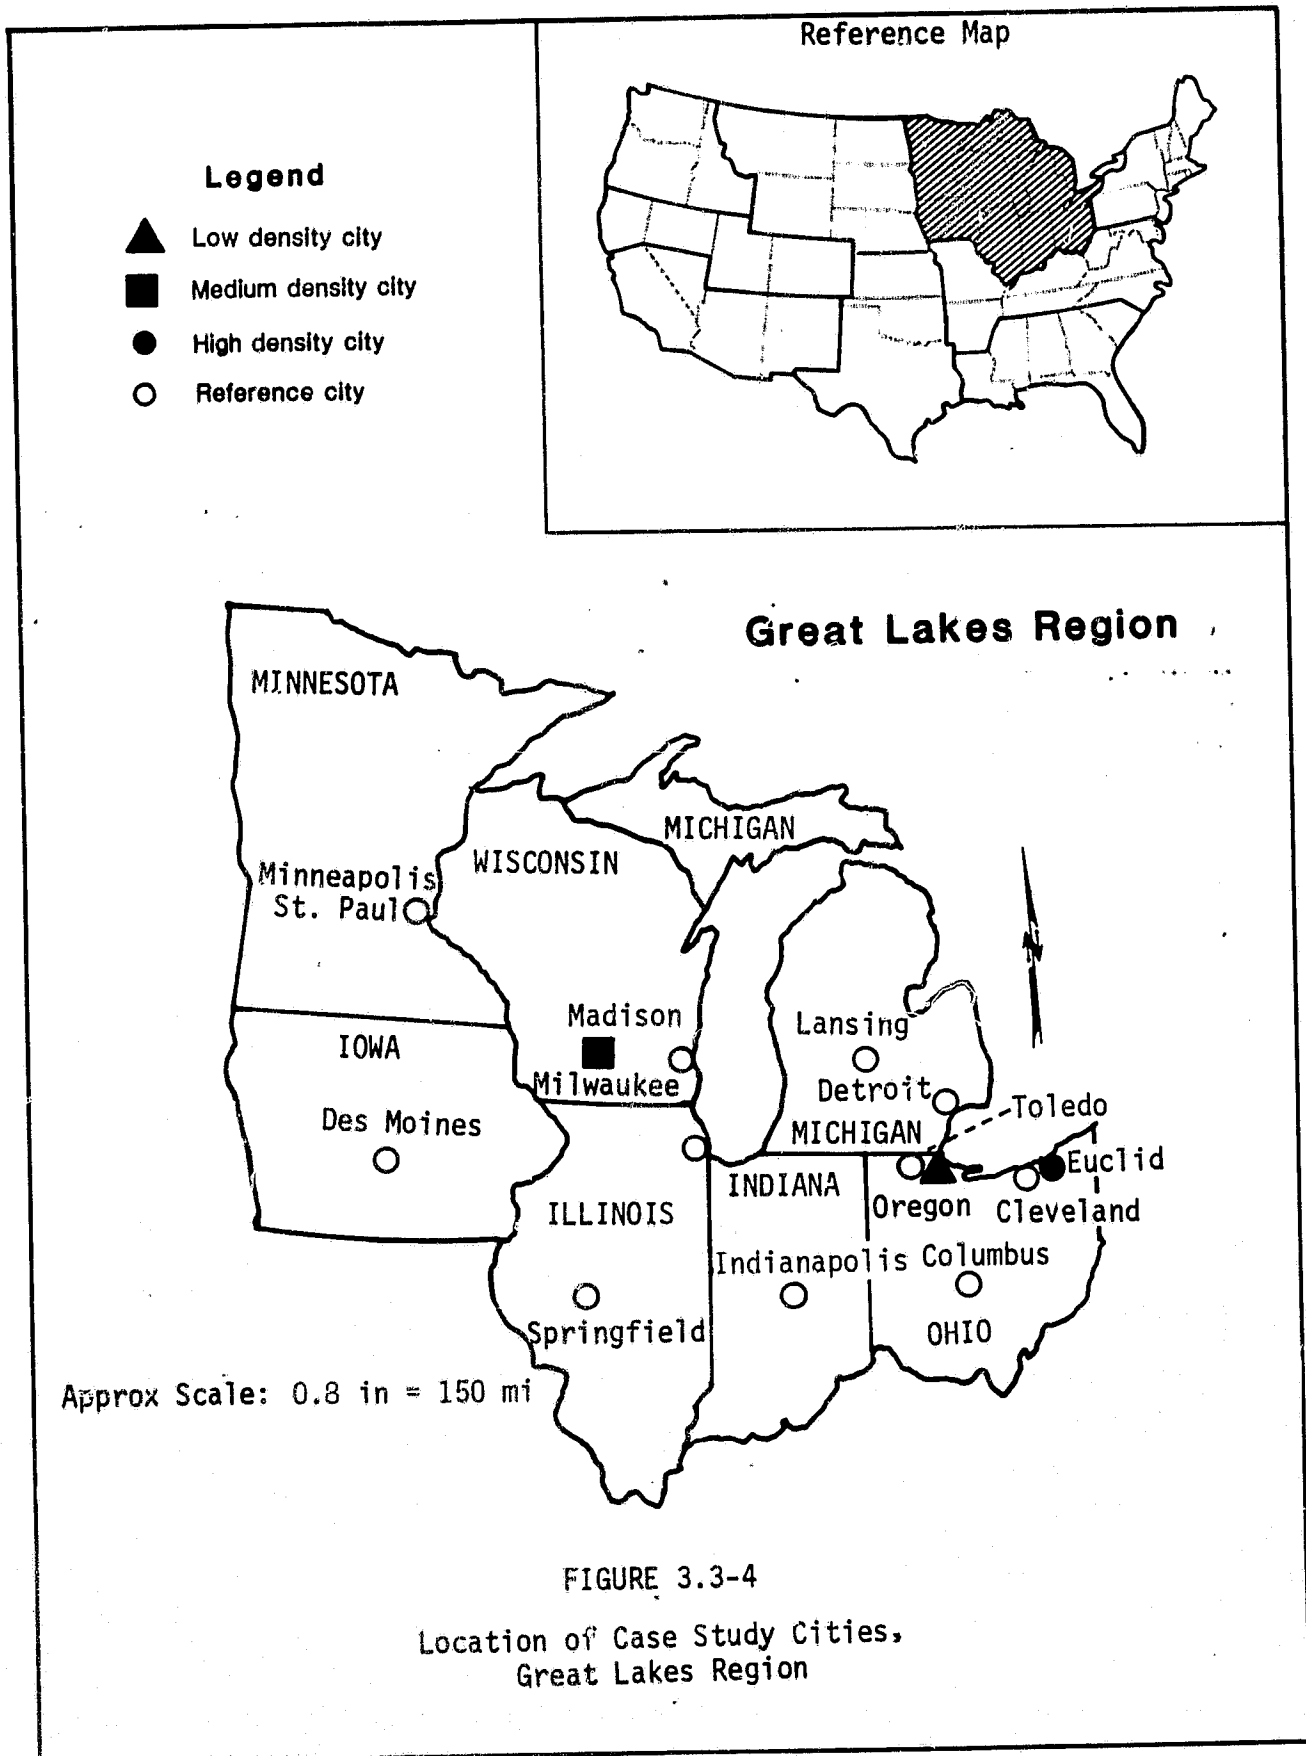 Reference Map
Legend
Low density city
Medium density city
High density city
Reference city
Great Lakes Region
MINNESOTA
MICHIGAN
WISCONSIN
Minneapolis
St. Paul
Madison
Lansing
IOWA
Milwaukee
Detroit
Des Moines
Toledo
MICHIGAN
Euclid
INDIANA
Oregon
Cleveland
ILLINOIS
Indianapolis
Columbus
Springfield
OHIO
Approx Scale: 0.8 in = 150 mi
FIGURE 3.3-4
Location of Case Study Cities,
Great Lakes Region